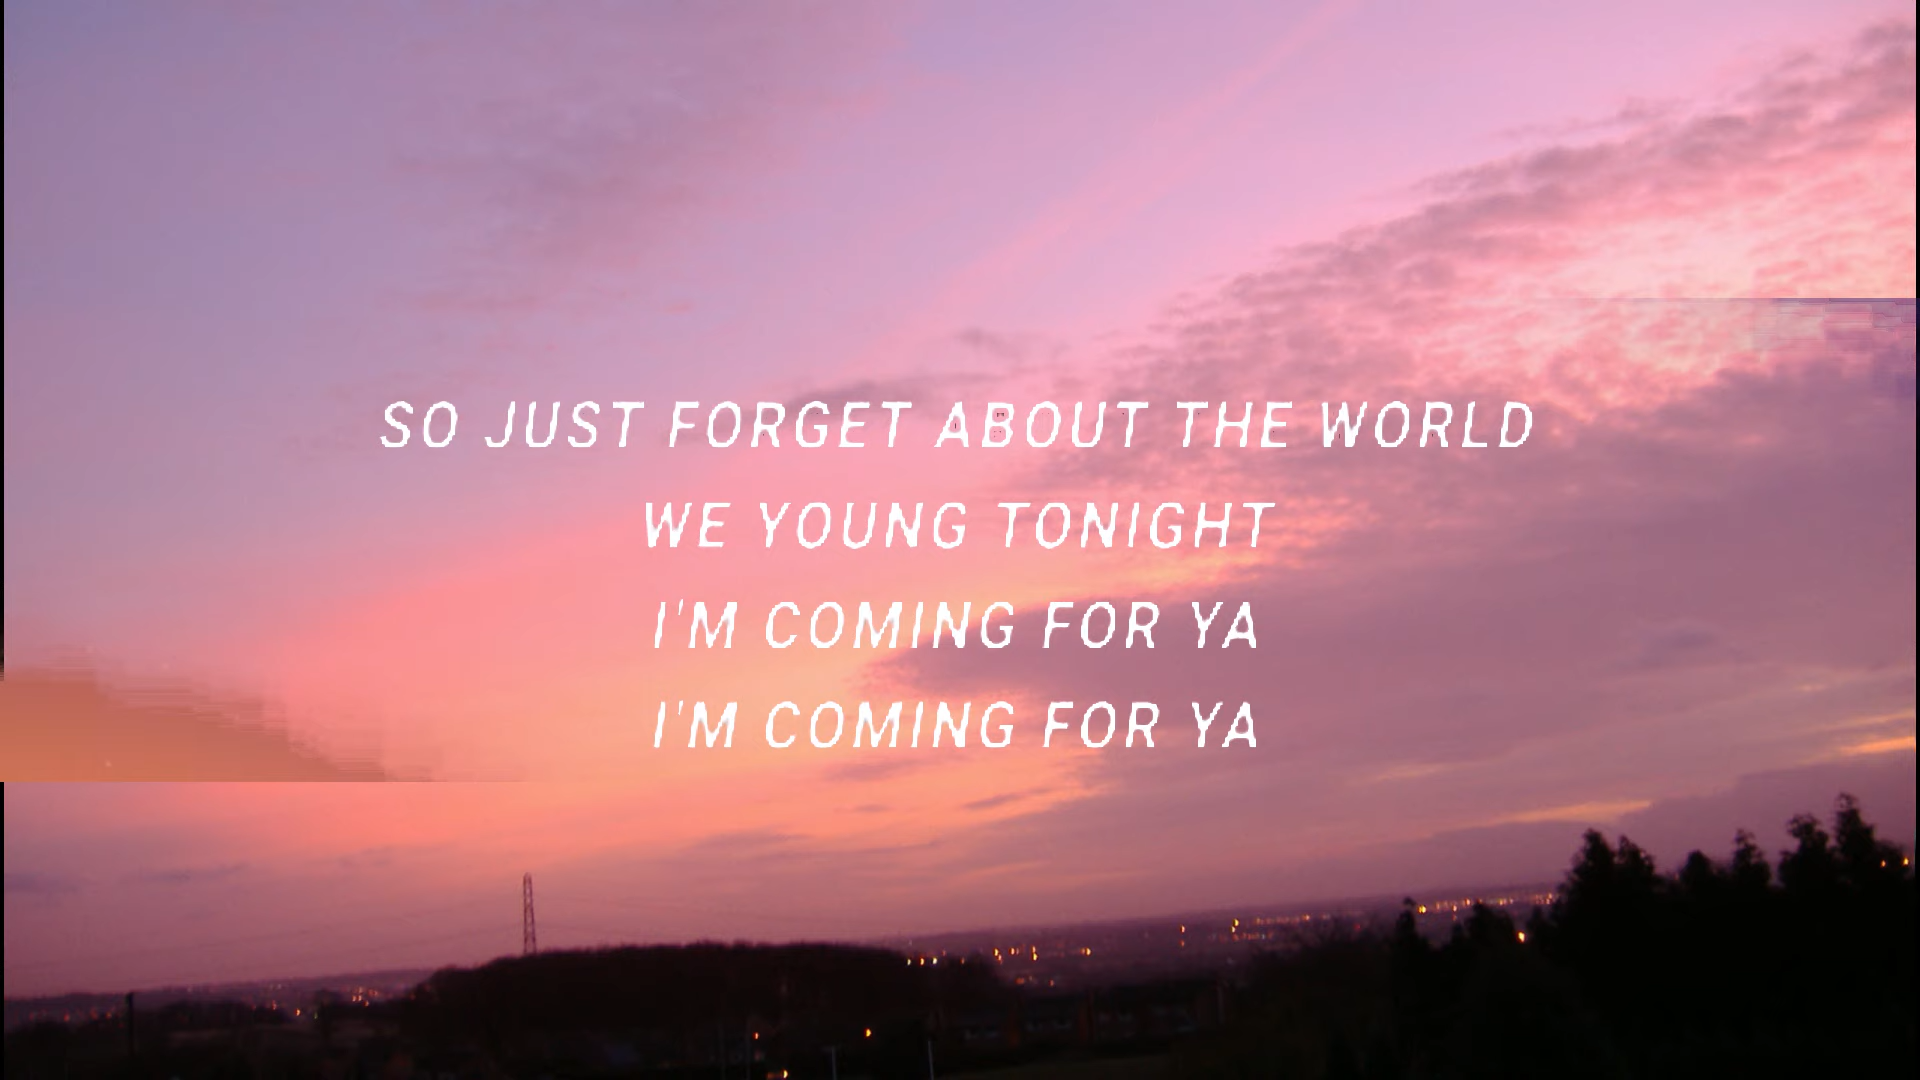 SO JUST FORGET ABOUT THE WORLD
WE YOUNG TONIGHT
I'M COMING FOR YA
I'M COMING FOR YA